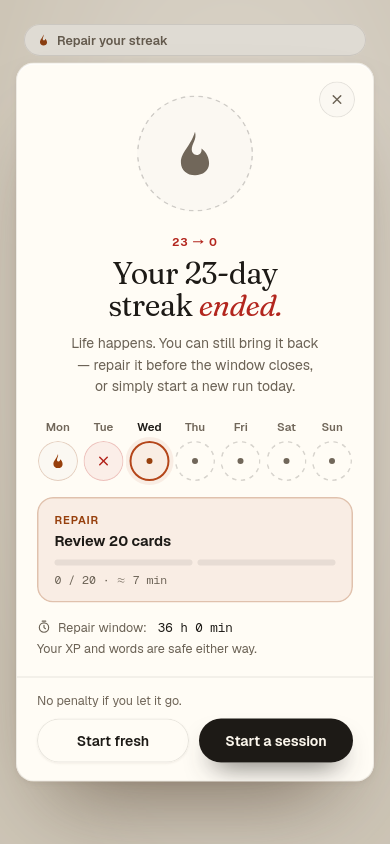 Repair your streak
23 → 0
Your 23-day
streak ended.
Life happens. You can still bring it back
— repair it before the window closes,
or simply start a new run today.
Mon Tue Wed Thu Fri Sat Sun
REPAIR
Review 20 cards
0 / 20 · ≈ 7 min
Repair window: 36 h 0 min
Your XP and words are safe either way.
No penalty if you let it go.
Start fresh Start a session